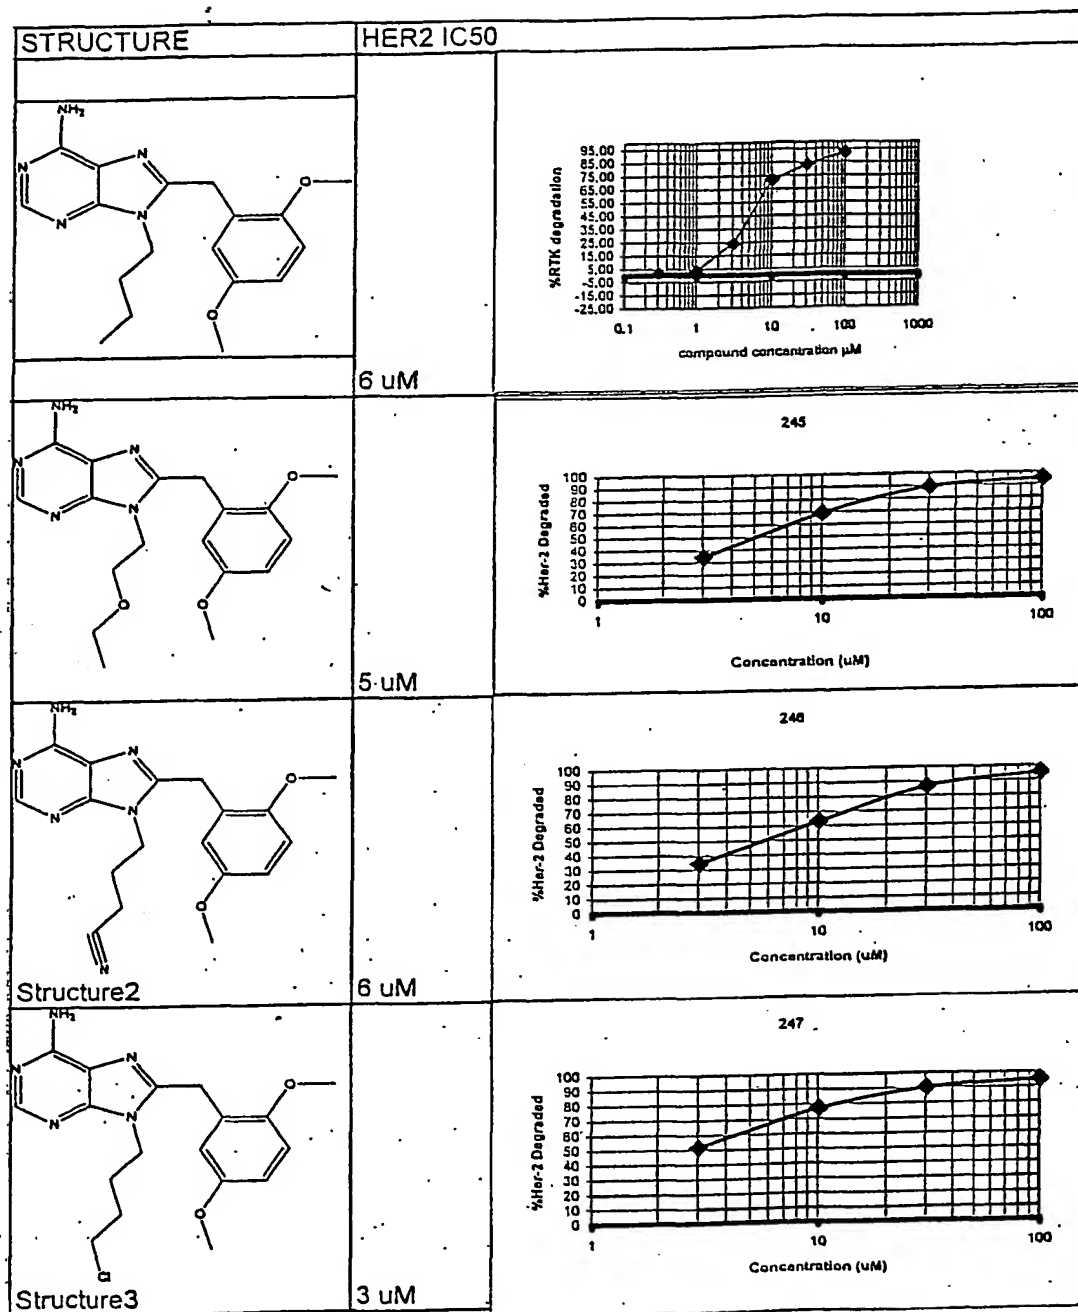 STRUCTURE HER2 IC50
NH₂
N
N
N
N
O
O
6 uM
%RTK degradation
95.00
85.00
75.00
65.00
55.00
45.00
35.00
25.00
15.00
5.00
-5.00
-15.00
-25.00
0.1 1 10 100 1000
compound concantration µM
NH₂
N
N
N
N
O
O
O
5 uM
245
%Her-2 Degraded
100
90
80
70
60
50
40
30
20
10
0
1 10 100
Concantration (uM)
NH₂
N
N
N
N
O
O
N
Structure2 6 uM
246
%Her-2 Degraded
100
90
80
70
60
50
40
30
20
10
0
1 10 100
Concantration (uM)
NH₂
N
N
N
N
O
O
Cl
Structure3 3 uM
247
%Her-2 Degraded
100
90
80
70
60
50
40
30
20
10
0
1 10 100
Concantration (uM)